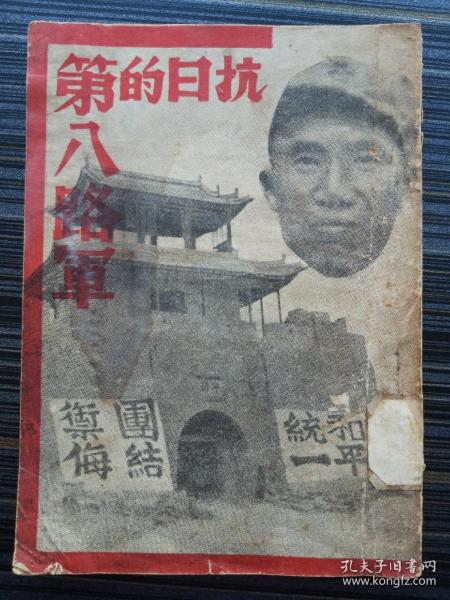 抗日的
第八路軍
團結
禦侮
和平
統一
孔夫子旧书网
www.kongfz.com